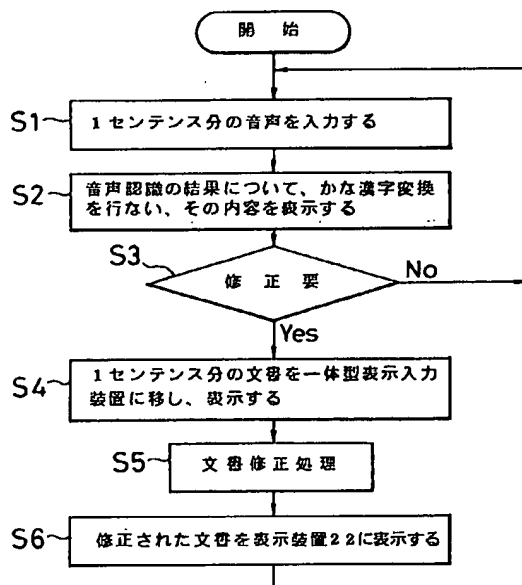 開始
S1
1センテンス分の音声を入力する
S2
音声認識の結果について、かな漢字変換
を行ない、その内容を表示する
S3
修正要
No
Yes
S4
1センテンス分の文書を一体型表示入力
装置に移し、表示する
S5
文書修正処理
S6
修正された文書を表示装置22に表示する